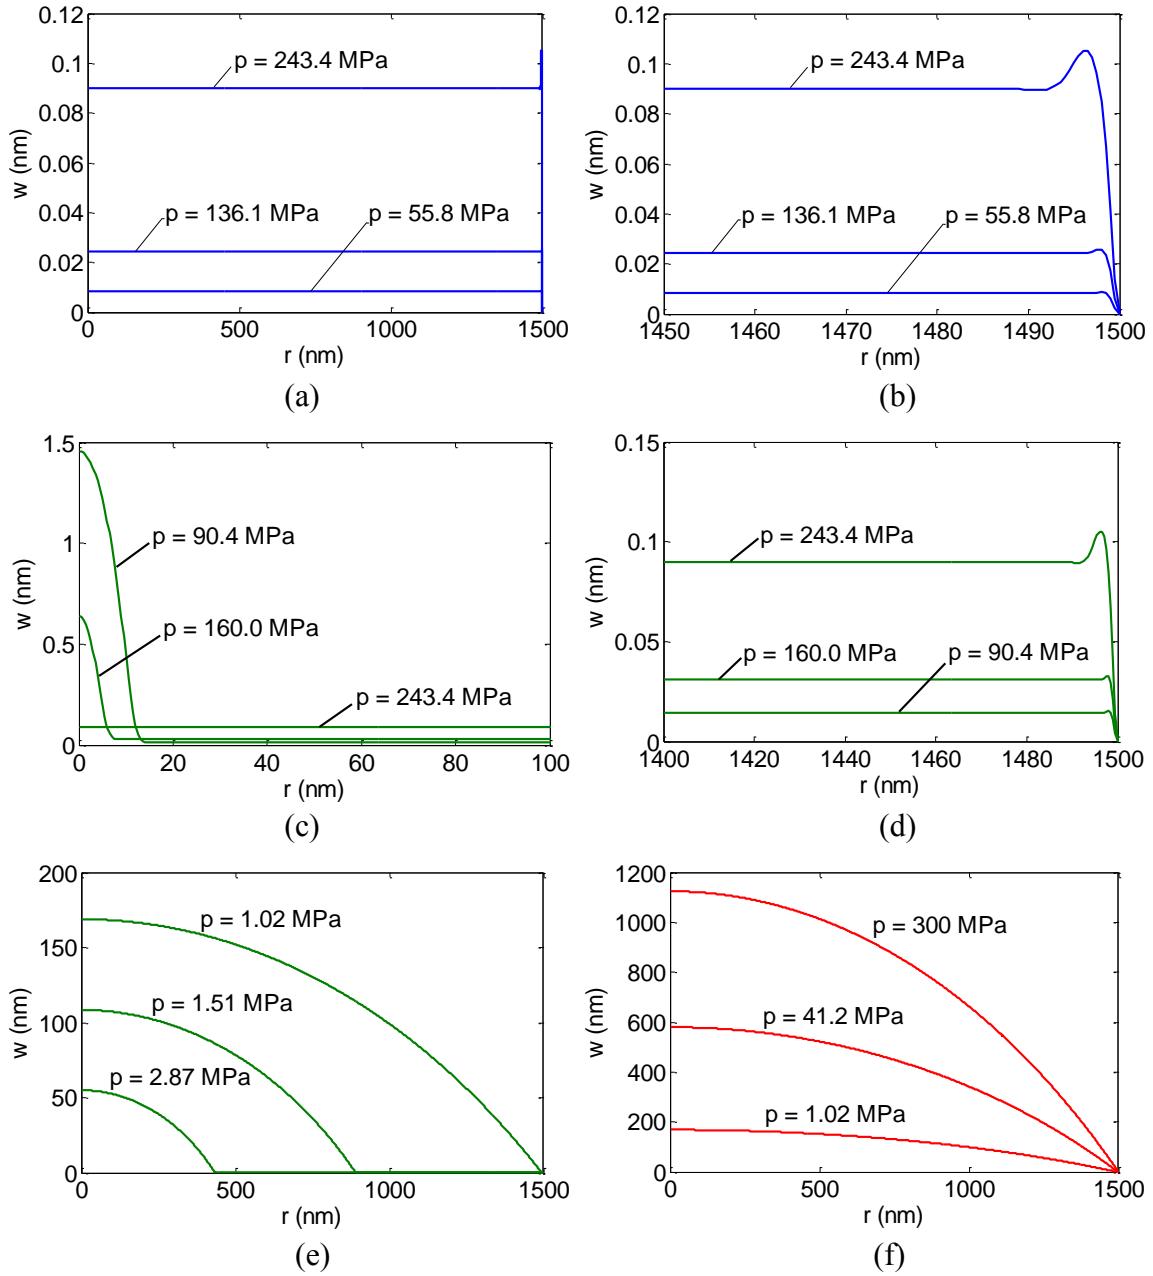 0.12
0.1
0.08
0.06
0.04
0.02
0
w (nm)
p = 243.4 MPa
p = 136.1 MPa
p = 55.8 MPa
0
500
1000
1500
r (nm)
(a)
0.12
0.1
0.08
0.06
0.04
0.02
0
w (nm)
p = 243.4 MPa
p = 136.1 MPa
p = 55.8 MPa
1450
1460
1470
1480
1490
1500
r (nm)
(b)
1.5
1
0.5
0
w (nm)
p = 90.4 MPa
p = 160.0 MPa
p = 243.4 MPa
0
20
40
60
80
100
r (nm)
(c)
0.15
0.1
0.05
0
w (nm)
p = 243.4 MPa
p = 160.0 MPa
p = 90.4 MPa
1400
1420
1440
1460
1480
1500
r (nm)
(d)
200
150
100
50
0
w (nm)
p = 1.02 MPa
p = 1.51 MPa
p = 2.87 MPa
0
500
1000
1500
r (nm)
(e)
1200
1000
800
600
400
200
0
w (nm)
p = 300 MPa
p = 41.2 MPa
p = 1.02 MPa
0
500
1000
1500
r (nm)
(f)